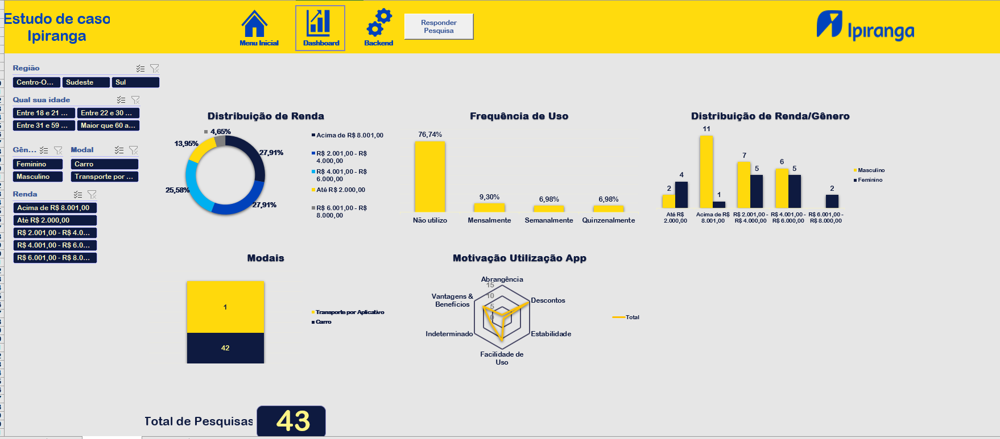 Estudo de caso
Ipiranga
Menu Inicial
Dashboard
Backend
Responder
Pesquisa
Ipiranga
Região
Centro-O...
Sudeste
Sul
Qual sua idade
Entre 18 e 21 ...
Entre 22 e 30 ...
Entre 31 e 59 ...
Maior que 60 a...
Gên...
Feminino
Masculino
Modal
Carro
Transporte por ...
Renda
Acima de R$ 8.001,00
Até R$ 2.000,00
R$ 2.001,00 - R$ 4.0...
R$ 4.001,00 - R$ 6.0...
R$ 6.001,00 - R$ 8.0...
Distribuição de Renda
4,65%
13,95%
27,91%
25,58%
27,91%
Acima de R$ 8.001,00
R$ 2.001,00 - R$
4.000,00
R$ 4.001,00 - R$
6.000,00
Até R$ 2.000,00
R$ 6.001,00 - R$
8.000,00
Frequência de Uso
76,74%
9,30%
6,98%
6,98%
Não utilizo
Mensalmente
Semanalmente
Quinzenalmente
Distribuição de Renda/Gênero
2
4
11
1
7
5
6
5
2
Até R$
2.000,00
Acima de R$
8.001,00
R$ 2.001,00 -
R$ 4.000,00
R$ 4.001,00 -
R$ 6.000,00
R$ 6.001,00 -
R$ 8.000,00
Masculino
Feminino
Modais
1
42
Transporte por Aplicativo
Carro
Motivação Utilização App
Abrangência
15
10
5
Descontos
Estabilidade
Facilidade de
Uso
Indeterminado
Vantagens &
Benefícios
Total
Total de Pesquisas
43